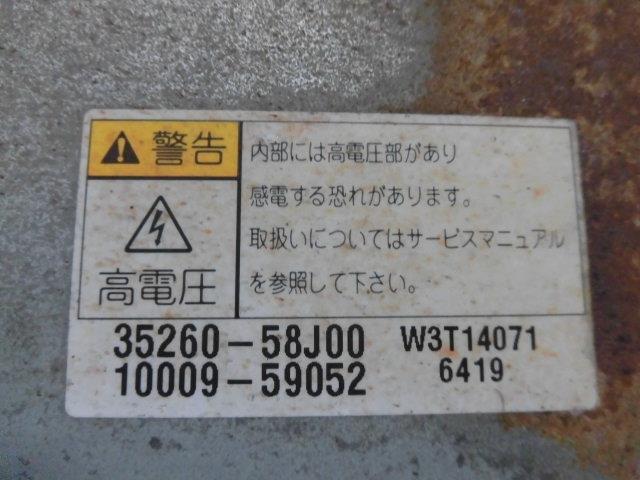 警告
高電圧
内部には高電圧部があり
感電する恐れがあります。
取扱いについてはサービスマニュアル
を参照して下さい。
35260-58J00 W3T14071
10009-59052 6419